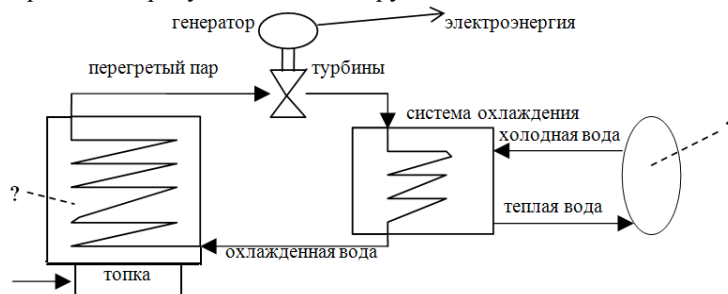 генератор
электроэнергия
перегретый пар
турбины
система охлаждения
холодная вода
?
теплая вода
охлажденная вода
топка